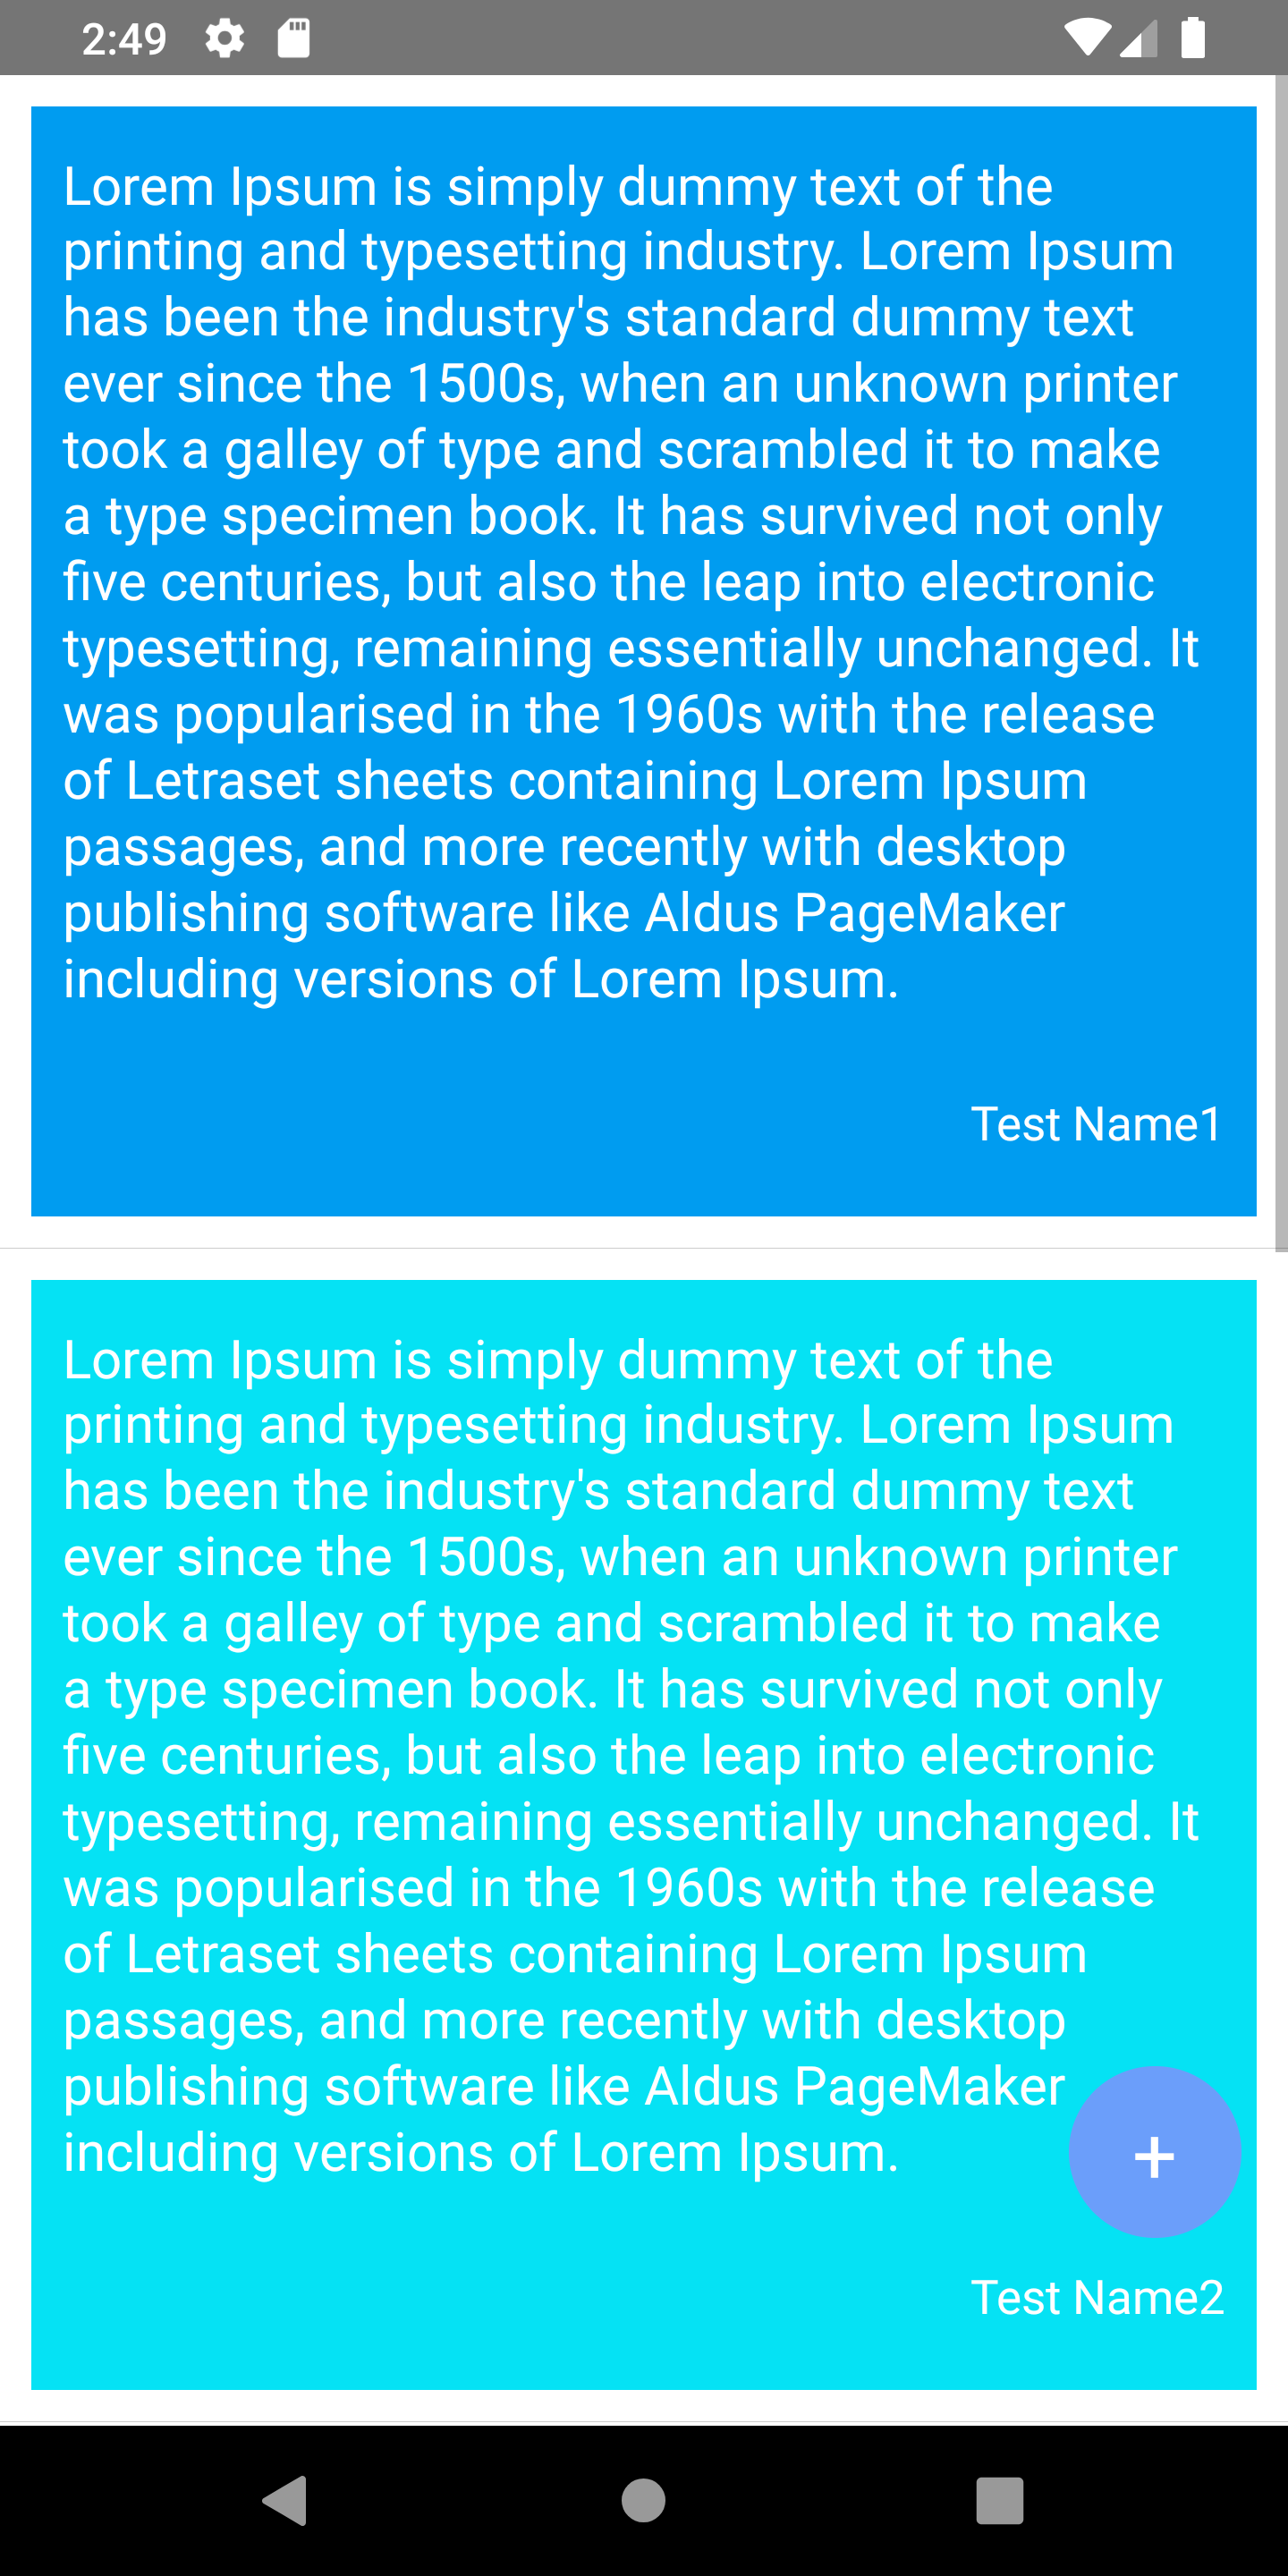 2:49
Lorem Ipsum is simply dummy text of the
printing and typesetting industry. Lorem Ipsum
has been the industry's standard dummy text
ever since the 1500s, when an unknown printer
took a galley of type and scrambled it to make
a type specimen book. It has survived not only
five centuries, but also the leap into electronic
typesetting, remaining essentially unchanged. It
was popularised in the 1960s with the release
of Letraset sheets containing Lorem Ipsum
passages, and more recently with desktop
publishing software like Aldus PageMaker
including versions of Lorem Ipsum.
Test Name1
Lorem Ipsum is simply dummy text of the
printing and typesetting industry. Lorem Ipsum
has been the industry's standard dummy text
ever since the 1500s, when an unknown printer
took a galley of type and scrambled it to make
a type specimen book. It has survived not only
five centuries, but also the leap into electronic
typesetting, remaining essentially unchanged. It
was popularised in the 1960s with the release
of Letraset sheets containing Lorem Ipsum
passages, and more recently with desktop
publishing software like Aldus PageMaker
including versions of Lorem Ipsum.
+
Test Name2